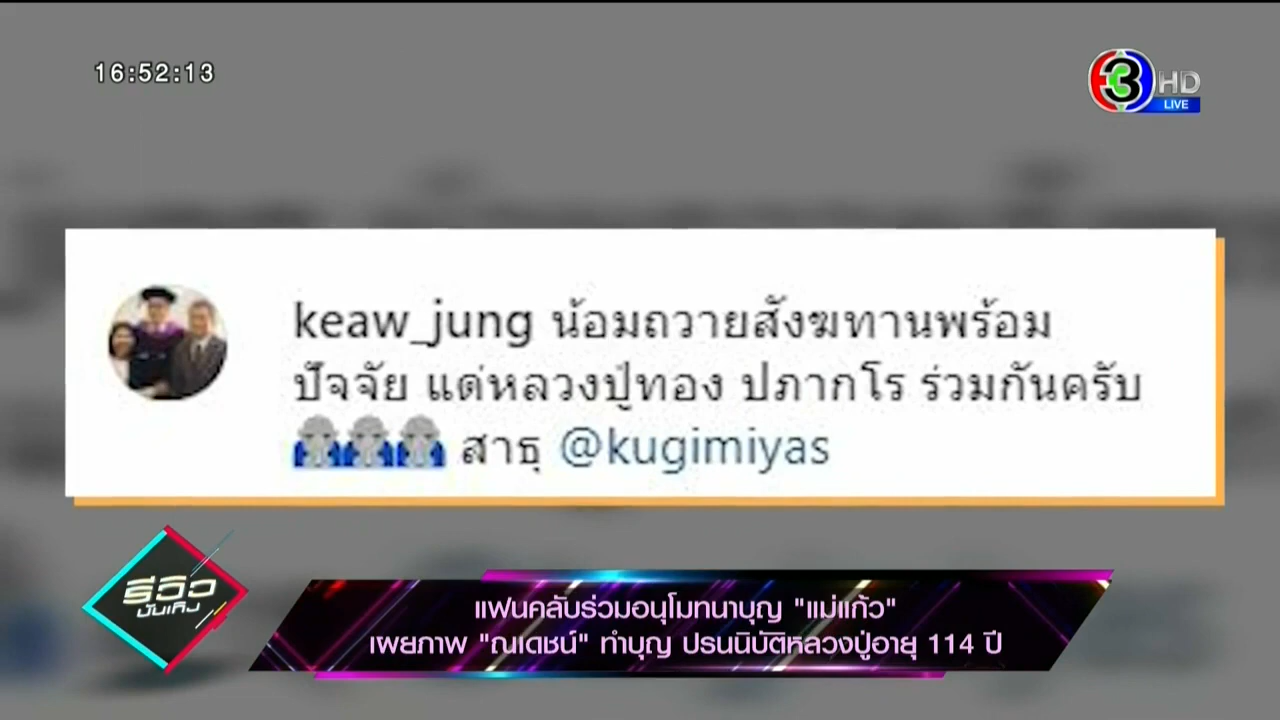 16:52:13
3 HD
LIVE
keaw_jung น้อมถวายสังฆทานพร้อม
ปัจจัย แด่หลวงปู่ทอง ปภากโร ร่วมกันครับ
สาธุ @kugimiyas
รีวิว
บันเทิง
แฟนคลับร่วมอนุโมทนาบุญ "แม่แก้ว"
เผยภาพ "ณเดชน์" ทำบุญ ปรนนิบัติหลวงปู่อายุ 114 ปี